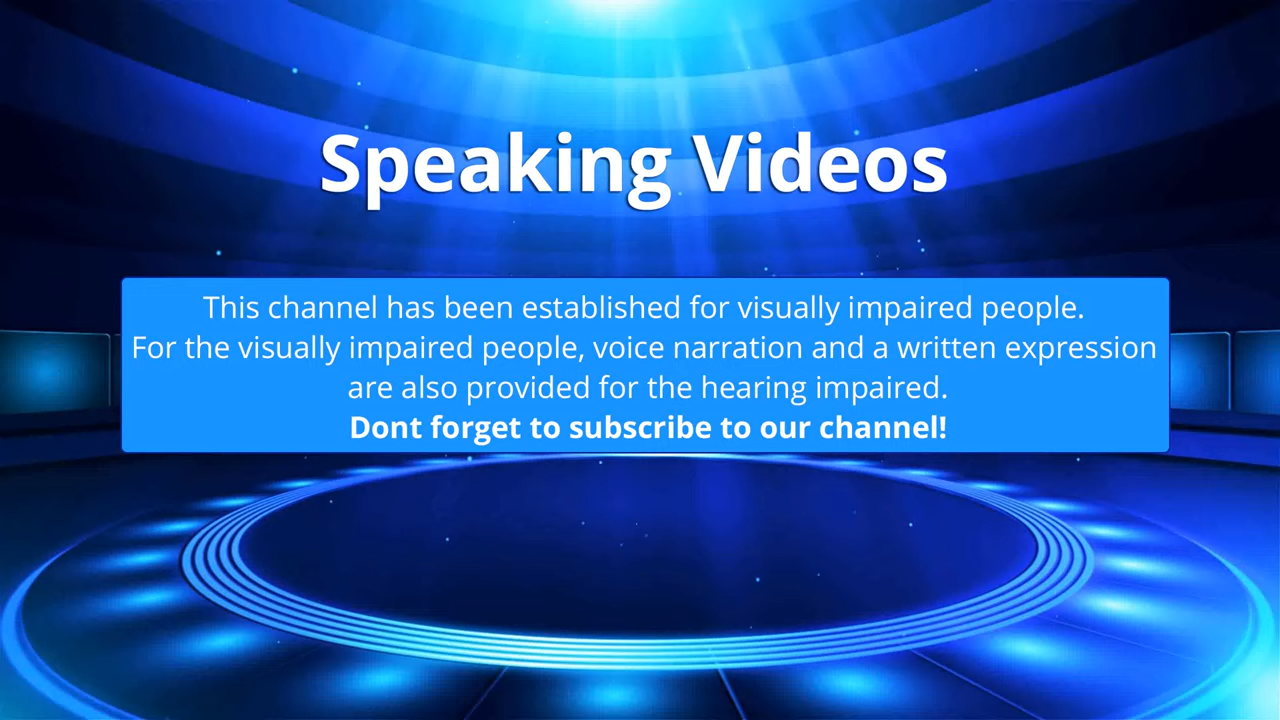 Speaking Videos
This channel has been established for visually impaired people.
For the visually impaired people, voice narration and a written expression
are also provided for the hearing impaired.
Dont forget to subscribe to our channel!